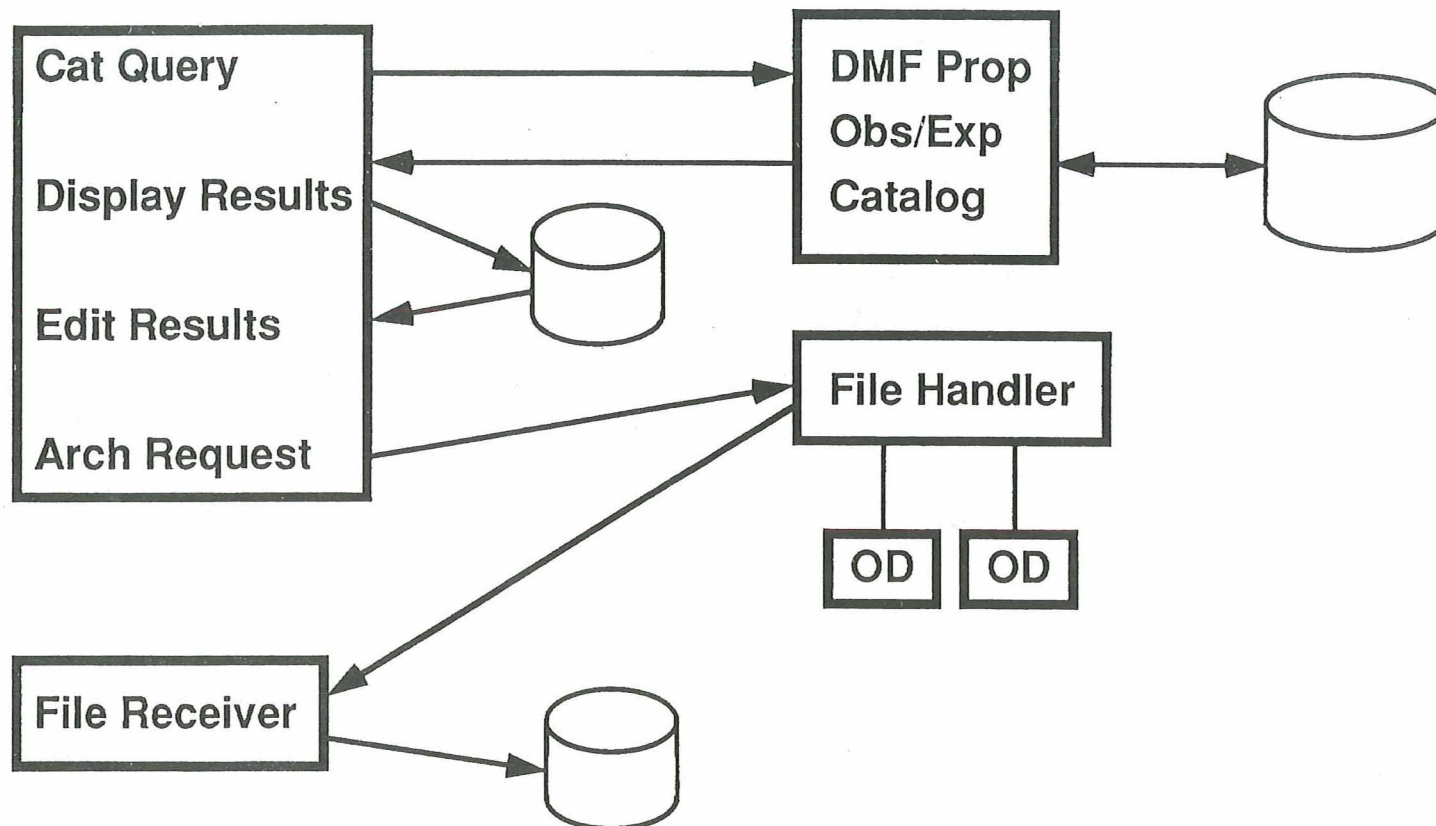 Cat Query
Display Results
Edit Results
Arch Request
DMF Prop
Obs/Exp
Catalog
File Handler
OD OD
File Receiver